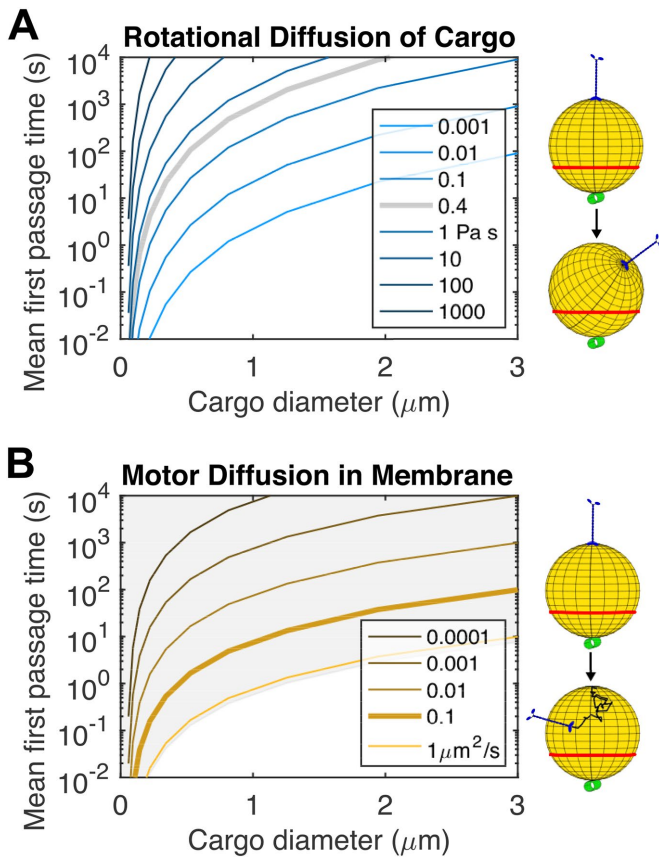 A
Rotational Diffusion of Cargo
Mean first passage time (s)
10^4
10^3
10^2
10^1
10^0
10^-1
10^-2
0.001
0.01
0.1
0.4
1 Pa s
10
100
1000
0 1 2 3
Cargo diameter (μm)
B
Motor Diffusion in Membrane
Mean first passage time (s)
10^4
10^3
10^2
10^1
10^0
10^-1
10^-2
0.0001
0.001
0.01
0.1
1μm²/s
0 1 2 3
Cargo diameter (μm)